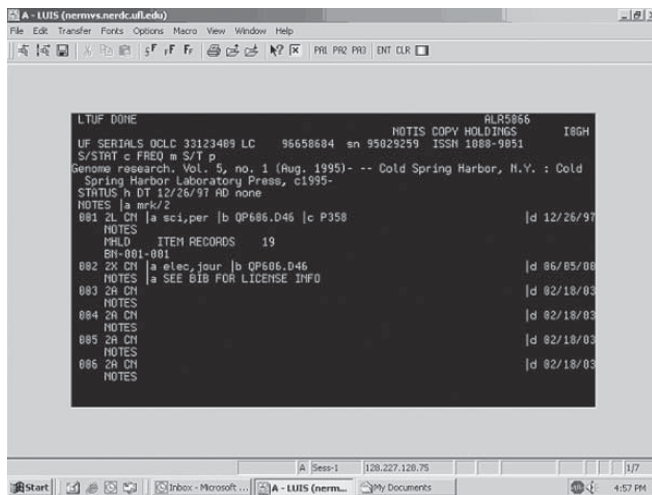 A - LUIS (nermvs.nerdc.ufl.edu)
File Edit Transfer Fonts Options Macro View Window Help
PA1 PA2 PA3 ENT CLR
LTUF DONE ALR5866
NOTIS COPY HOLDINGS I8GH
UF SERIALS OCLC 33123489 LC 96658684 sn 95029259 ISSN 1088-9051
S/STAT c FREQ m S/T p
Genome research. Vol. 5, no. 1 (Aug. 1995)- -- Cold Spring Harbor, N.Y. : Cold
Spring Harbor Laboratory Press, c1995-
STATUS h DT 12/26/97 AD none
NOTES |a mrk/2
001 2L CN |a sci,per |b QP606.D46 |c P358 |d 12/26/97
NOTES
MHLD ITEM RECORDS 19
BN-001-001
002 2X CN |a elec,jour |b QP606.D46 |d 06/05/00
NOTES |a SEE BIB FOR LICENSE INFO
003 2A CN |d 02/18/03
NOTES
004 2A CN |d 02/18/03
NOTES
005 2A CN |d 02/18/03
NOTES
006 2A CN |d 02/18/03
NOTES
A Sess-1 128.227.128.75 1/7
Start Inbox - Microsoft ... A - LUIS (nerm... My Documents 4:57 PM